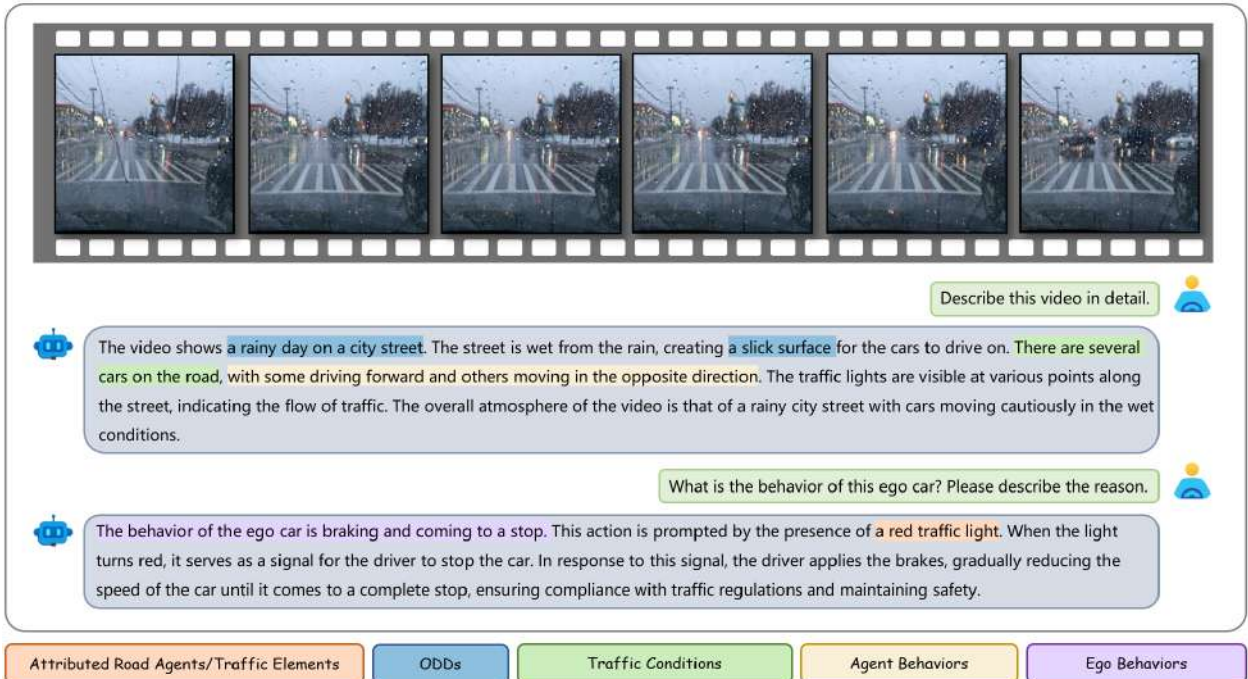 Describe this video in detail.
The video shows a rainy day on a city street. The street is wet from the rain, creating a slick surface for the cars to drive on. There are several
cars on the road, with some driving forward and others moving in the opposite direction. The traffic lights are visible at various points along
the street, indicating the flow of traffic. The overall atmosphere of the video is that of a rainy city street with cars moving cautiously in the wet
conditions.
What is the behavior of this ego car? Please describe the reason.
The behavior of the ego car is braking and coming to a stop. This action is prompted by the presence of a red traffic light. When the light
turns red, it serves as a signal for the driver to stop the car. In response to this signal, the driver applies the brakes, gradually reducing the
speed of the car until it comes to a complete stop, ensuring compliance with traffic regulations and maintaining safety.
Attributed Road Agents/Traffic Elements
ODDs
Traffic Conditions
Agent Behaviors
Ego Behaviors